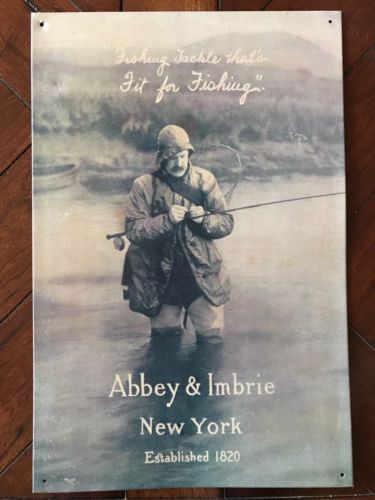 "Fishing Tackle that's
Fit for Fishing".
Abbey & Imbrie
New York
Established 1820